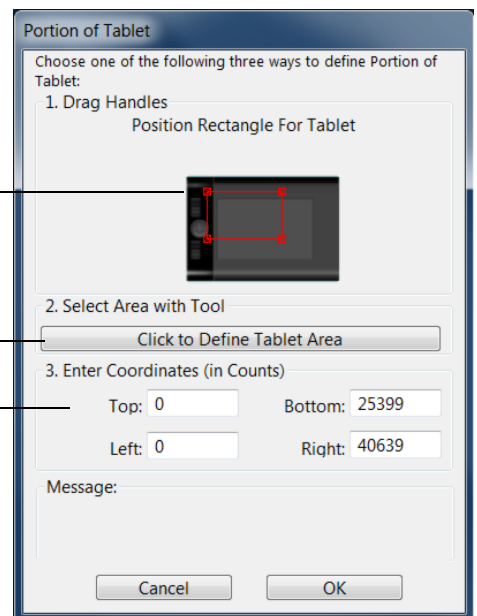 Portion of Tablet
Choose one of the following three ways to define Portion of
Tablet:
1. Drag Handles
Position Rectangle For Tablet
2. Select Area with Tool
Click to Define Tablet Area
3. Enter Coordinates (in Counts)
Top: 0 Bottom: 25399
Left: 0 Right: 40639
Message:
Cancel OK